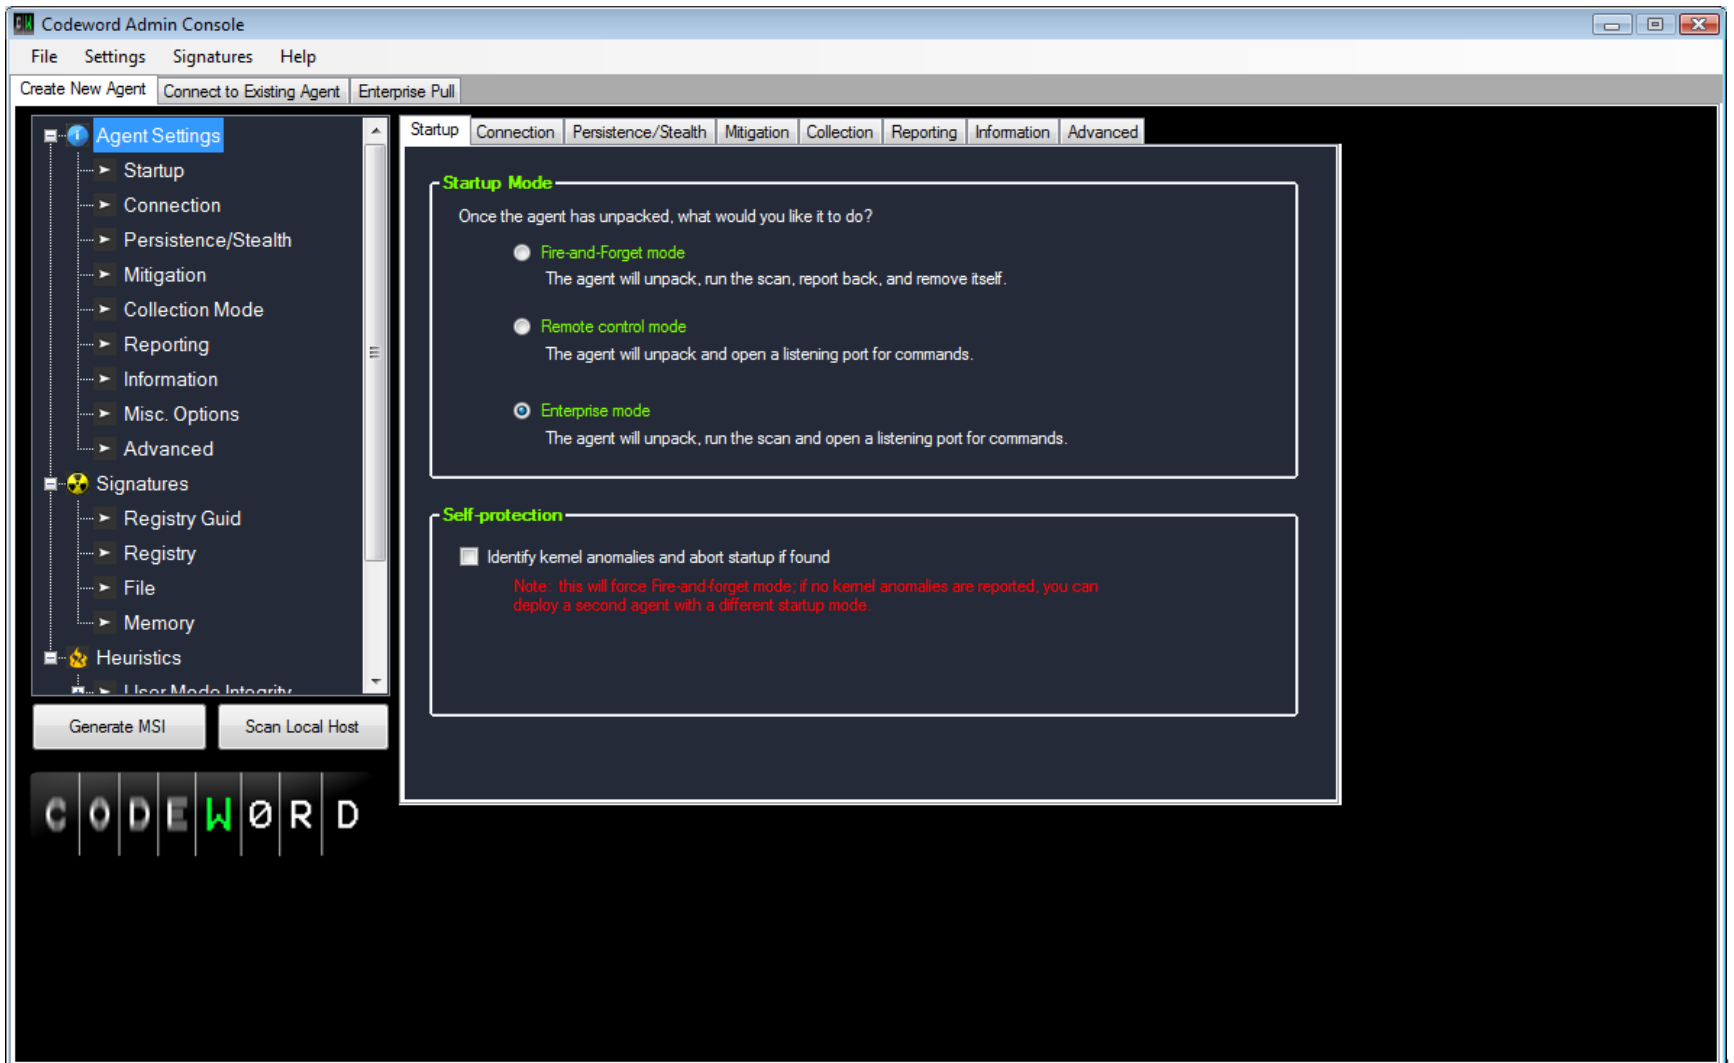 Codeword Admin Console
File Settings Signatures Help
Create New Agent Connect to Existing Agent Enterprise Pull
Agent Settings
Startup
Connection
Persistence/Stealth
Mitigation
Collection Mode
Reporting
Information
Misc. Options
Advanced
Signatures
Registry Guid
Registry
File
Memory
Heuristics
User Mode Integrity
Generate MSI Scan Local Host
C O D E W Ø R D
Startup Connection Persistence/Stealth Mitigation Collection Reporting Information Advanced
Startup Mode
Once the agent has unpacked, what would you like it to do?
Fire-and-Forget mode
The agent will unpack, run the scan, report back, and remove itself.
Remote control mode
The agent will unpack and open a listening port for commands.
Enterprise mode
The agent will unpack, run the scan and open a listening port for commands.
Self-protection
Identify kernel anomalies and abort startup if found
Note: this will force Fire-and-forget mode; if no kernel anomalies are reported, you can
deploy a second agent with a different startup mode.